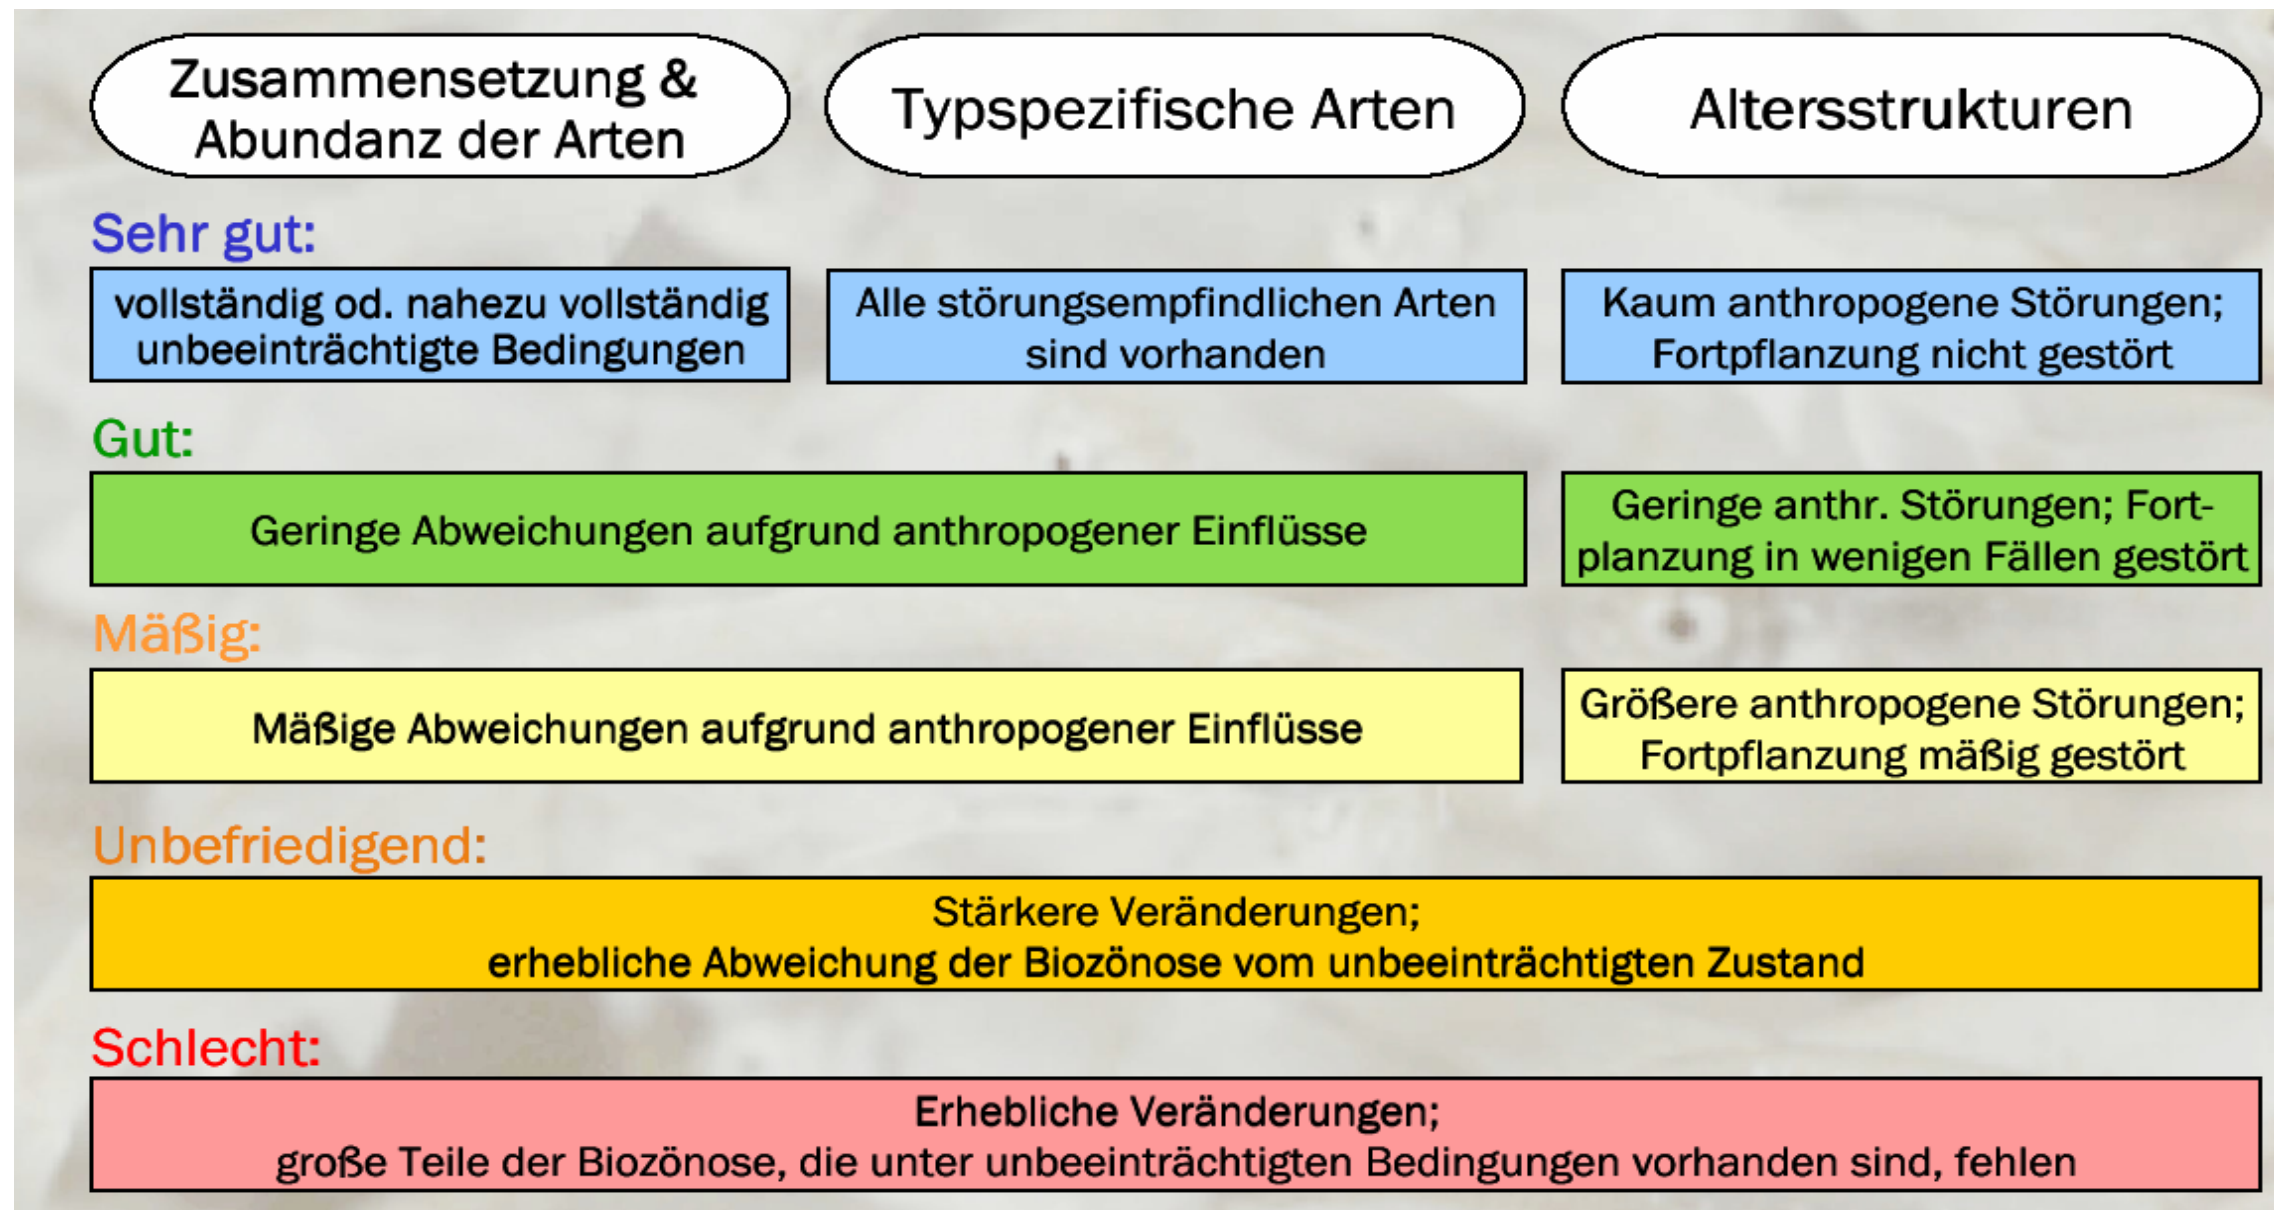 Zusammensetzung &
Abundanz der Arten
Typspezifische Arten
Altersstrukturen
Sehr gut:
vollständig od. nahezu vollständig
unbeeinträchtigte Bedingungen
Alle störungsempfindlichen Arten
sind vorhanden
Kaum anthropogene Störungen;
Fortpflanzung nicht gestört
Gut:
Geringe Abweichungen aufgrund anthropogener Einflüsse
Geringe anthr. Störungen; Fort-
planzung in wenigen Fällen gestört
Mäßig:
Mäßige Abweichungen aufgrund anthropogener Einflüsse
Größere anthropogene Störungen;
Fortpflanzung mäßig gestört
Unbefriedigend:
Stärkere Veränderungen;
erhebliche Abweichung der Biozönose vom unbeeinträchtigten Zustand
Schlecht:
Erhebliche Veränderungen;
große Teile der Biozönose, die unter unbeeinträchtigten Bedingungen vorhanden sind, fehlen